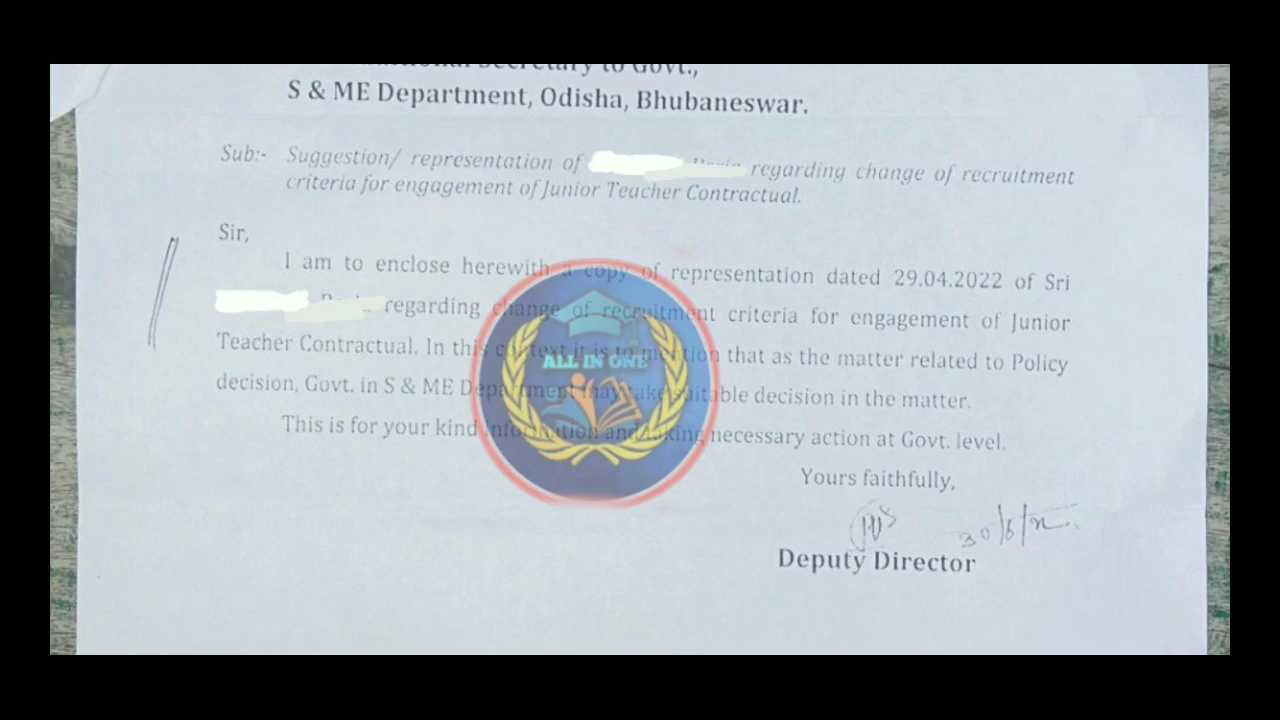 Secretary to Govt.,
S & ME Department, Odisha, Bhubaneswar.
Sub:- Suggestion/ representation of regarding change of recruitment
criteria for engagement of Junior Teacher Contractual.
Sir,
I am to enclose herewith a copy of representation dated 29.04.2022 of Sri
regarding change of recruitment criteria for engagement of Junior
Teacher Contractual. In this context it is to mention that as the matter related to Policy
decision, Govt. in S & ME Department may take suitable decision in the matter.
ALL IN ONE
This is for your kind information and taking necessary action at Govt. level.
Yours faithfully,
Deputy Director